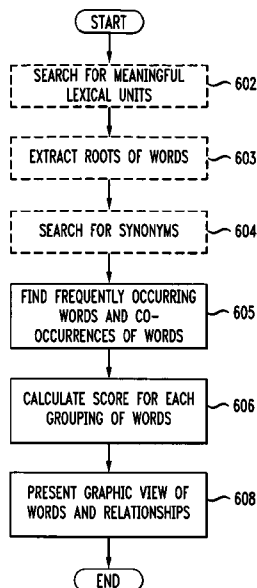 START
SEARCH FOR MEANINGFUL
LEXICAL UNITS
602
EXTRACT ROOTS OF WORDS
603
SEARCH FOR SYNONYMS
604
FIND FREQUENTLY OCCURRING
WORDS AND CO-
OCCURRENCES OF WORDS
605
CALCULATE SCORE FOR EACH
GROUPING OF WORDS
606
PRESENT GRAPHIC VIEW OF
WORDS AND RELATIONSHIPS
608
END